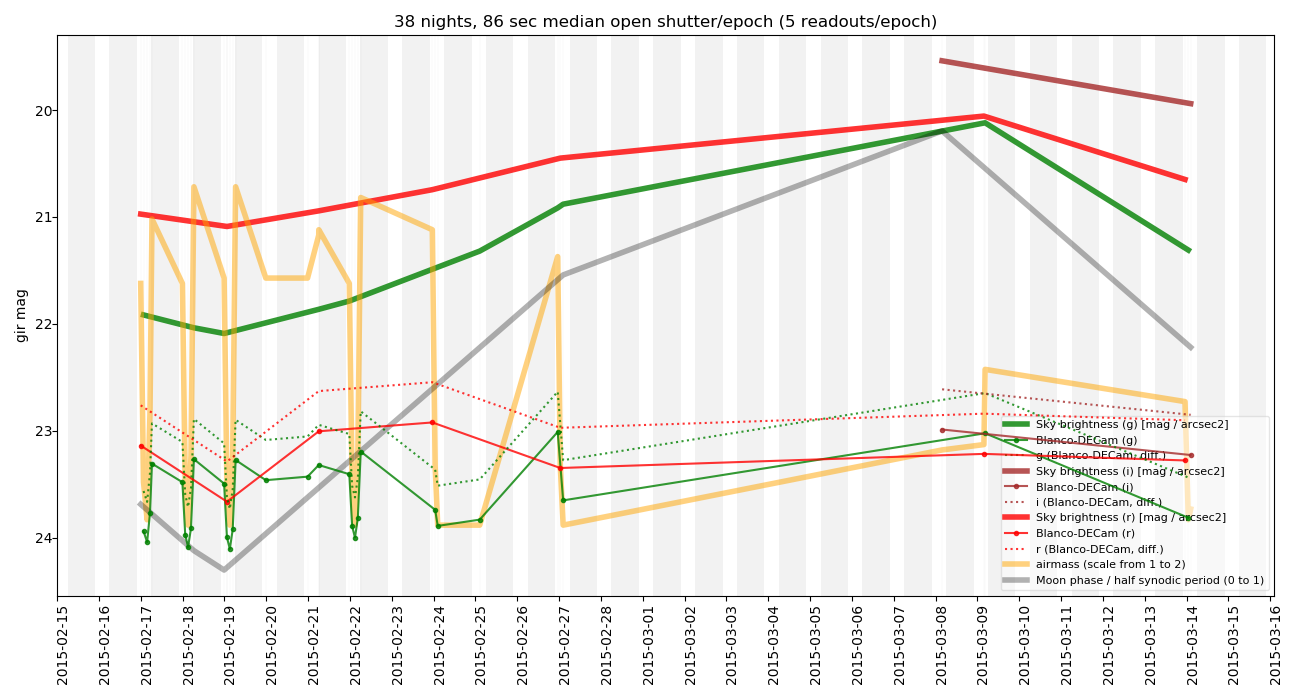 38 nights, 86 sec median open shutter/epoch (5 readouts/epoch)
gir mag
20
21
22
23
24
Sky brightness (g) [mag / arcsec2]
Blanco-DECam (g)
g (Blanco-DECam, diff.)
Sky brightness (i) [mag / arcsec2]
Blanco-DECam (i)
i (Blanco-DECam, diff.)
Sky brightness (r) [mag / arcsec2]
Blanco-DECam (r)
r (Blanco-DECam, diff.)
airmass (scale from 1 to 2)
Moon phase / half synodic period (0 to 1)
2015-02-15
2015-02-16
2015-02-17
2015-02-18
2015-02-19
2015-02-20
2015-02-21
2015-02-22
2015-02-23
2015-02-24
2015-02-25
2015-02-26
2015-02-27
2015-02-28
2015-03-01
2015-03-02
2015-03-03
2015-03-04
2015-03-05
2015-03-06
2015-03-07
2015-03-08
2015-03-09
2015-03-10
2015-03-11
2015-03-12
2015-03-13
2015-03-14
2015-03-15
2015-03-16